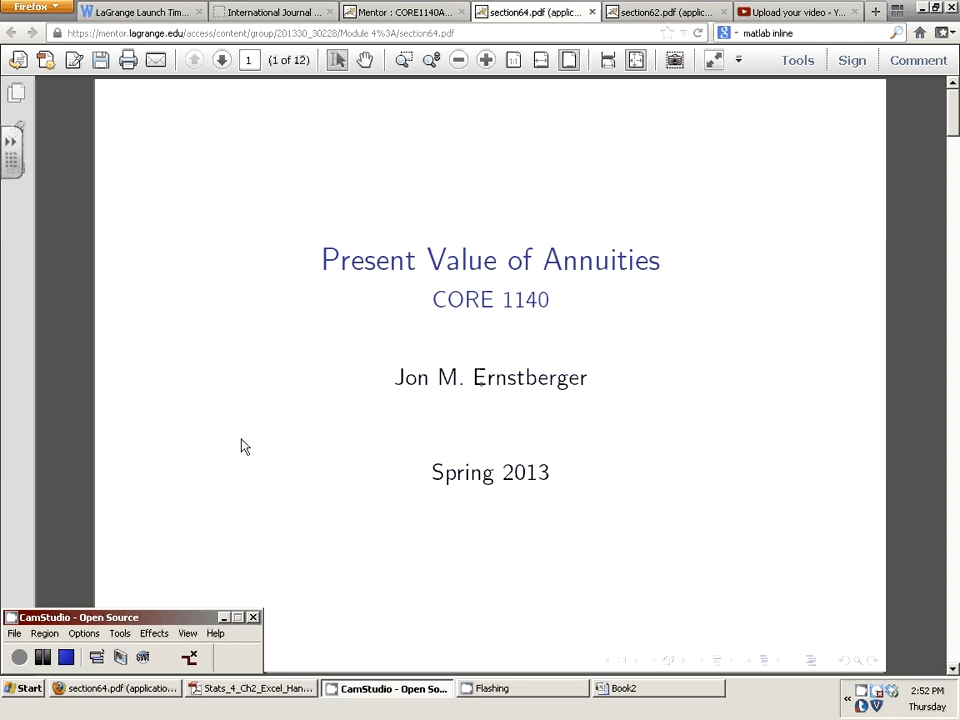 Firefox
LaGrange Launch Tim...
International Journal ...
Mentor : CORE1140A...
section64.pdf (applic...
section62.pdf (applic...
Upload your video - Y...
https://mentor.lagrange.edu/access/content/group/201330_30228/Module 4%3A/section64.pdf
matlab inline
1
(1 of 12)
Tools
Sign
Comment
Present Value of Annuities
CORE 1140
Jon M. Ernstberger
Spring 2013
CamStudio - Open Source
File
Region
Options
Tools
Effects
View
Help
Start
section64.pdf (applicatio...
Stats_4_Ch2_Excel_Han...
CamStudio - Open So...
Flashing
Book2
2:52 PM
Thursday